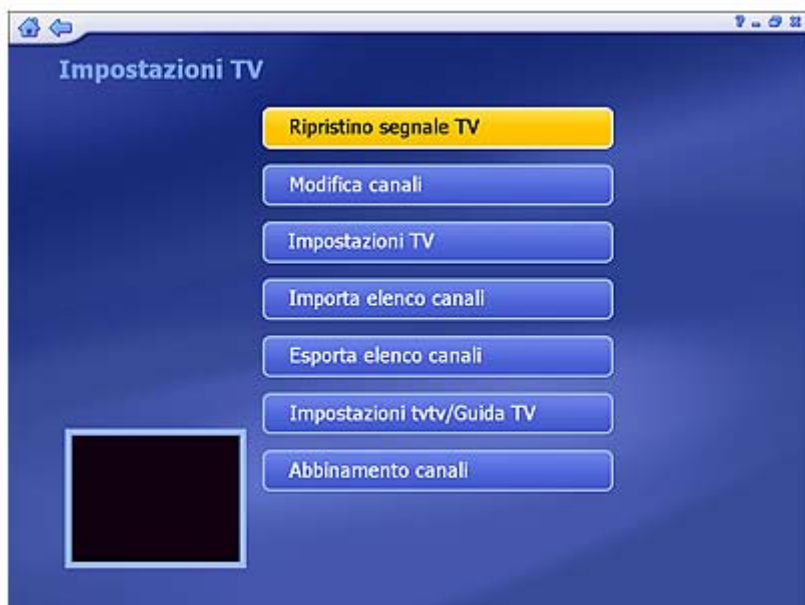 Impostazioni TV
Ripristino segnale TV
Modifica canali
Impostazioni TV
Importa elenco canali
Esporta elenco canali
Impostazioni tvtv/Guida TV
Abbinamento canali